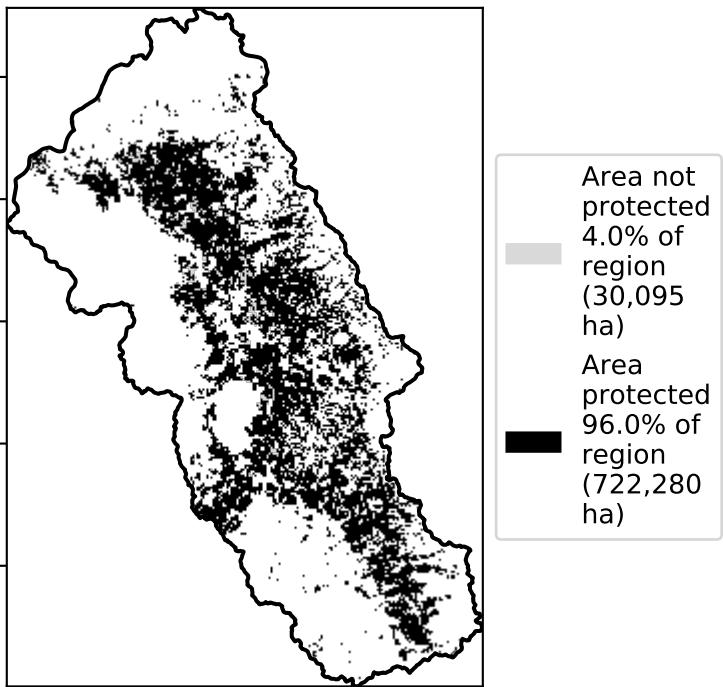 Area not
protected
4.0% of
region
(30,095
ha)
Area
protected
96.0% of
region
(722,280
ha)